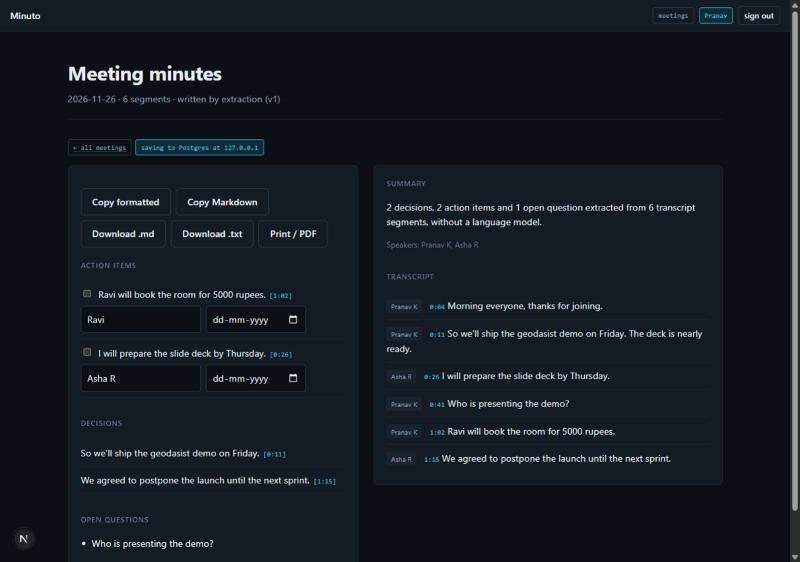 Minuto
meetings
Pranav
sign out
Meeting minutes
2026-11-26 · 6 segments · written by extraction (v1)
← all meetings
saving to Postgres at 127.0.0.1
Copy formatted
Copy Markdown
Download .md
Download .txt
Print / PDF
ACTION ITEMS
Ravi will book the room for 5000 rupees. [1:02]
Ravi
dd-mm-yyyy
I will prepare the slide deck by Thursday. [0:26]
Asha R
dd-mm-yyyy
DECISIONS
So we'll ship the geodasist demo on Friday. [0:11]
We agreed to postpone the launch until the next sprint. [1:15]
OPEN QUESTIONS
• Who is presenting the demo?
SUMMARY
2 decisions, 2 action items and 1 open question extracted from 6 transcript
segments, without a language model.
Speakers: Pranav K, Asha R
TRANSCRIPT
Pranav K 0:04 Morning everyone, thanks for joining.
Pranav K 0:11 So we'll ship the geodasist demo on Friday. The deck is nearly
ready.
Asha R 0:26 I will prepare the slide deck by Thursday.
Pranav K 0:41 Who is presenting the demo?
Pranav K 1:02 Ravi will book the room for 5000 rupees.
Asha R 1:15 We agreed to postpone the launch until the next sprint.
N